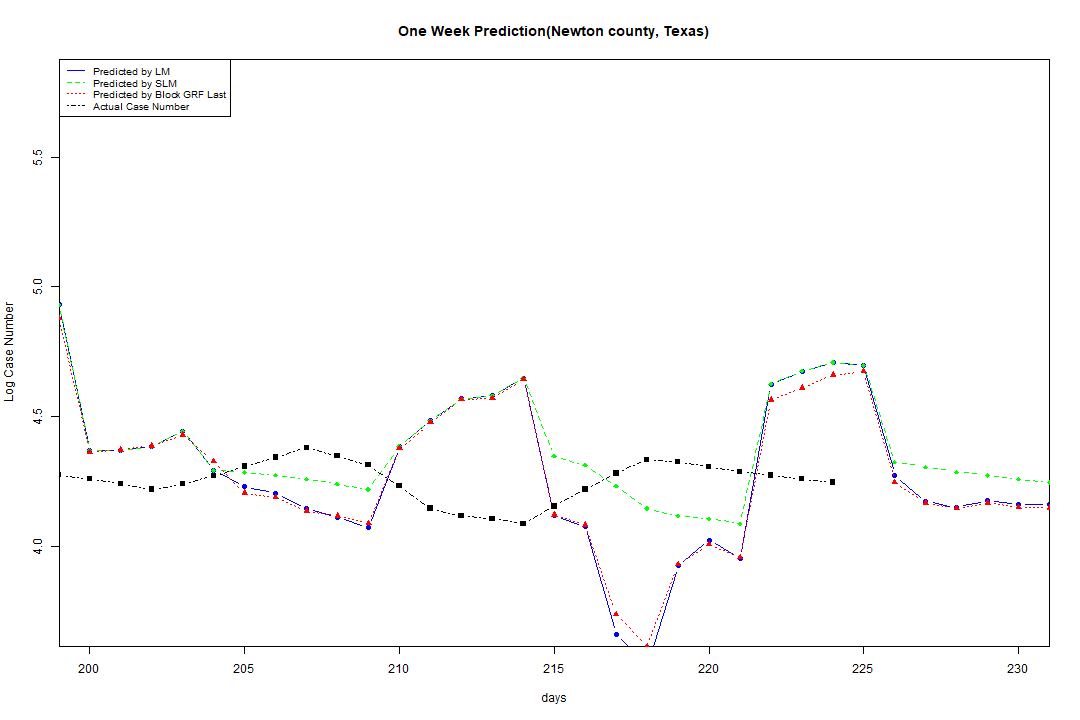 One Week Prediction(Newton county, Texas)
Predicted by LM
Predicted by SLM
Predicted by Block GRF Last
Actual Case Number
5.5
5.0
4.5
4.0
Log Case Number
200 205 210 215 220 225 230
days